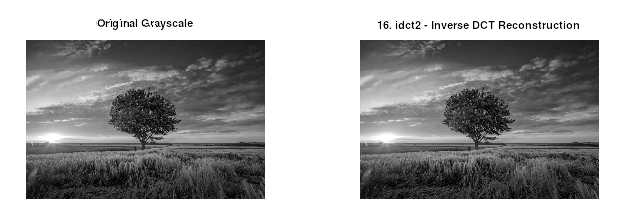 Original Grayscale
16. idct2 - Inverse DCT Reconstruction